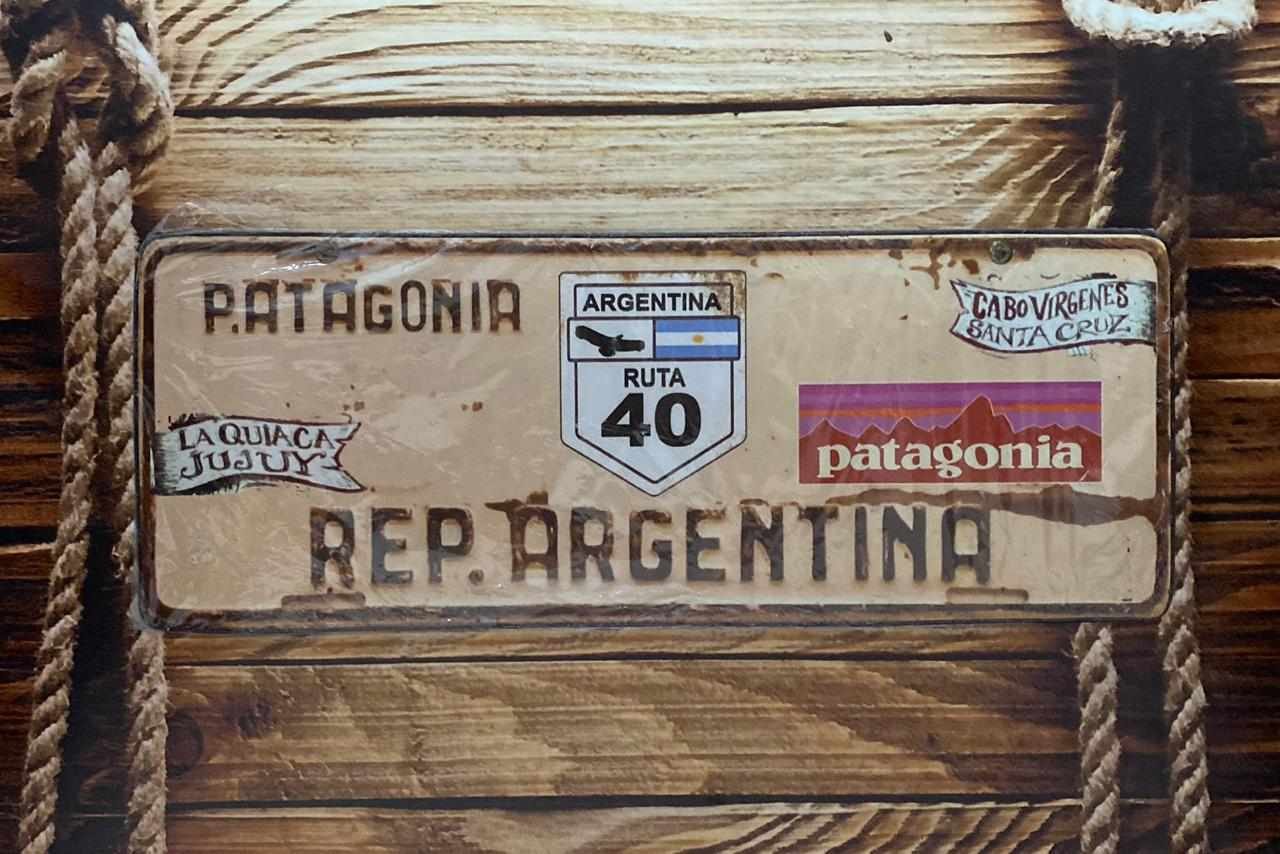 P.ATAGONIA
ARGENTINA
RUTA
40
CABO VIRGENES
SANTA CRUZ
LA QUIACA
JUJUY
patagonia
REP. ARGENTINA